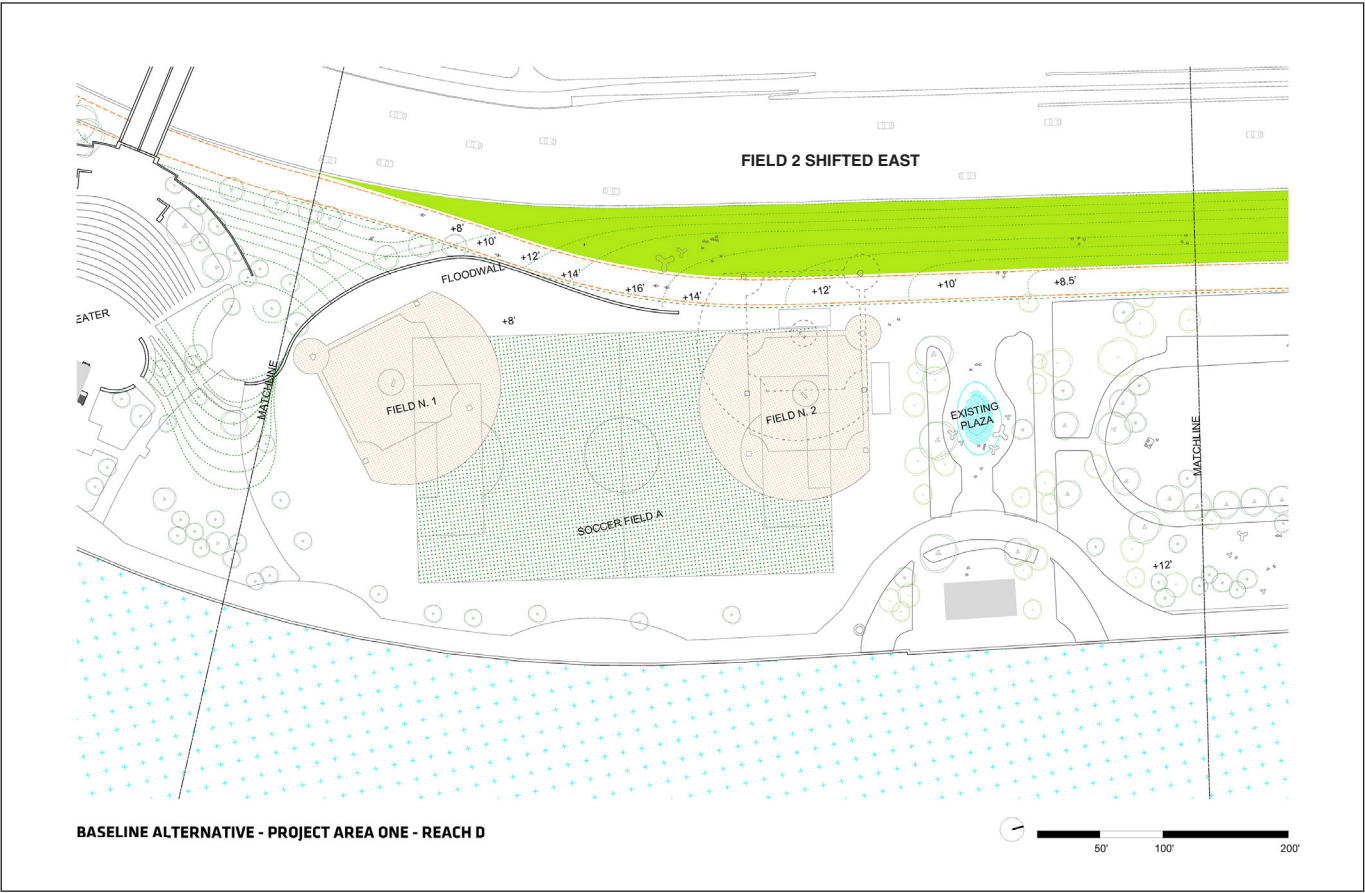 FIELD 2 SHIFTED EAST
+8'
+10'
+12'
FLOODWALL
+14'
+16'
+14'
+12'
+10'
+8.5'
EATER
+8'
MATCHLINE
FIELD N. 1
FIELD N. 2
EXISTING
PLAZA
MATCHLINE
SOCCER FIELD A
+12'
BASELINE ALTERNATIVE - PROJECT AREA ONE - REACH D
50'
100'
200'